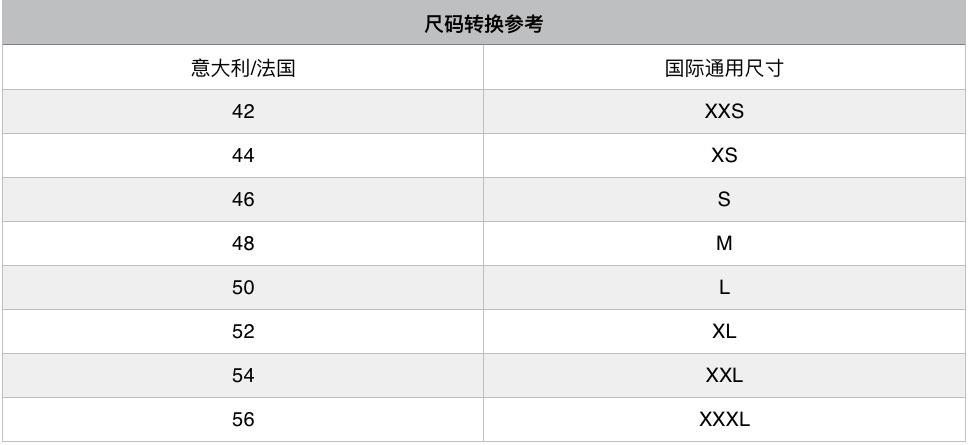 尺码转换参考
意大利/法国 国际通用尺寸
42 XXS
44 XS
46 S
48 M
50 L
52 XL
54 XXL
56 XXXL